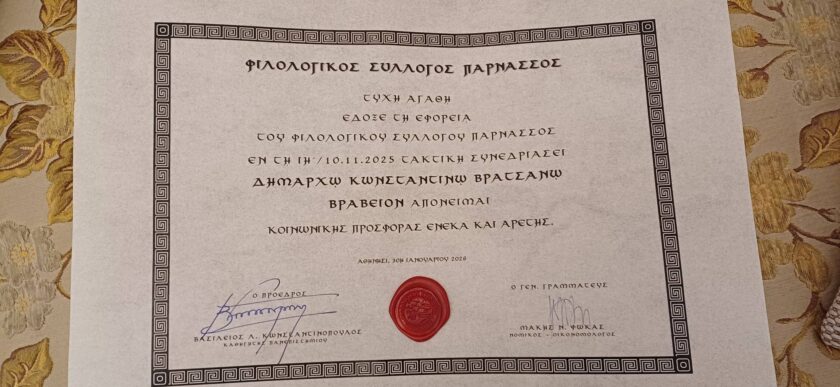 ΦΙΛΟΛΟΓΙΚΟΣ ΣΥΛΛΟΓΟΣ ΠΑΡΝΑΣΣΟΣ
ΤΥΧΗ ΑΓΑΘΗ
ΕΔΟΞΕ ΤΗ ΕΦΟΡΕΙΑ
ΤΟΥ ΦΙΛΟΛΟΓΙΚΟΥ ΣΥΛΛΟΓΟΥ ΠΑΡΝΑΣΣΟΣ
ΕΝ ΤΗ ΙΗ΄/10.11.2025 ΤΑΚΤΙΚΗ ΣΥΝΕΔΡΙΑΣΕΙ
ΔΗΜΑΡΧΩ ΚΩΝΣΤΑΝΤΙΝΩ ΒΡΑΤΣΑΝΩ
ΒΡΑΒΕΙΟΝ ΑΠΟΝΕΙΜΑΙ
ΚΟΙΝΩΝΙΚΗΣ ΠΡΟΣΦΟΡΑΣ ΕΝΕΚΑ ΚΑΙ ΑΡΕΤΗΣ.
ΑΘΗΝΗΣΙ, 30Η ΙΑΝΟΥΑΡΙΟΥ 2026
Ο ΠΡΟΕΔΡΟΣ
ΒΑΣΙΛΕΙΟΣ Λ. ΚΩΝΣΤΑΝΤΙΝΟΠΟΥΛΟΣ
ΚΑΘΗΓΗΤΗΣ ΠΑΝΕΠΙΣΤΗΜΙΟΥ
Ο ΓΕΝ. ΓΡΑΜΜΑΤΕΥΣ
ΜΑΚΗΣ Ν. ΦΩΚΑΣ
ΝΟΜΙΚΟΣ - ΟΙΚΟΝΟΜΟΛΟΓΟΣ